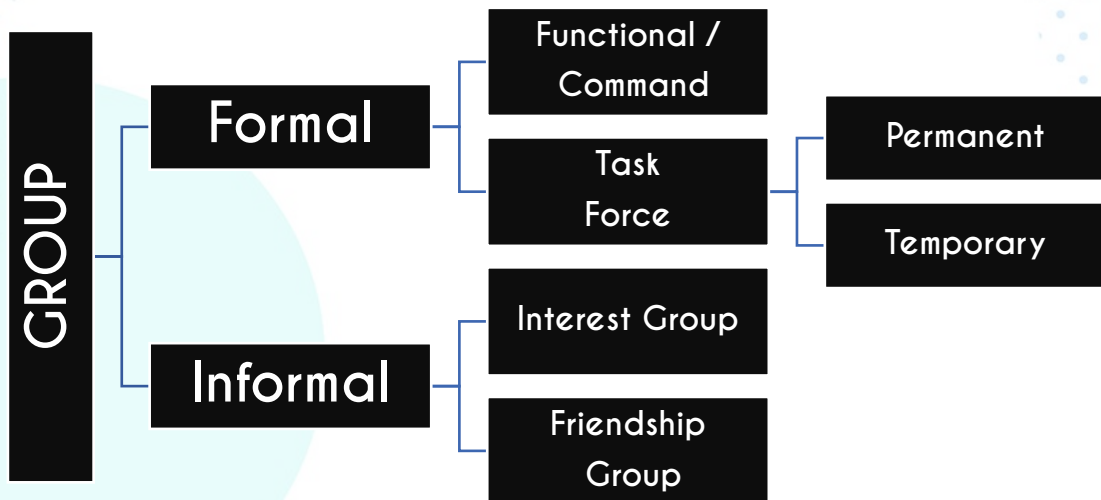 GROUP
Formal
Functional /
Command
Task
Force
Permanent
Temporary
Informal
Interest Group
Friendship
Group